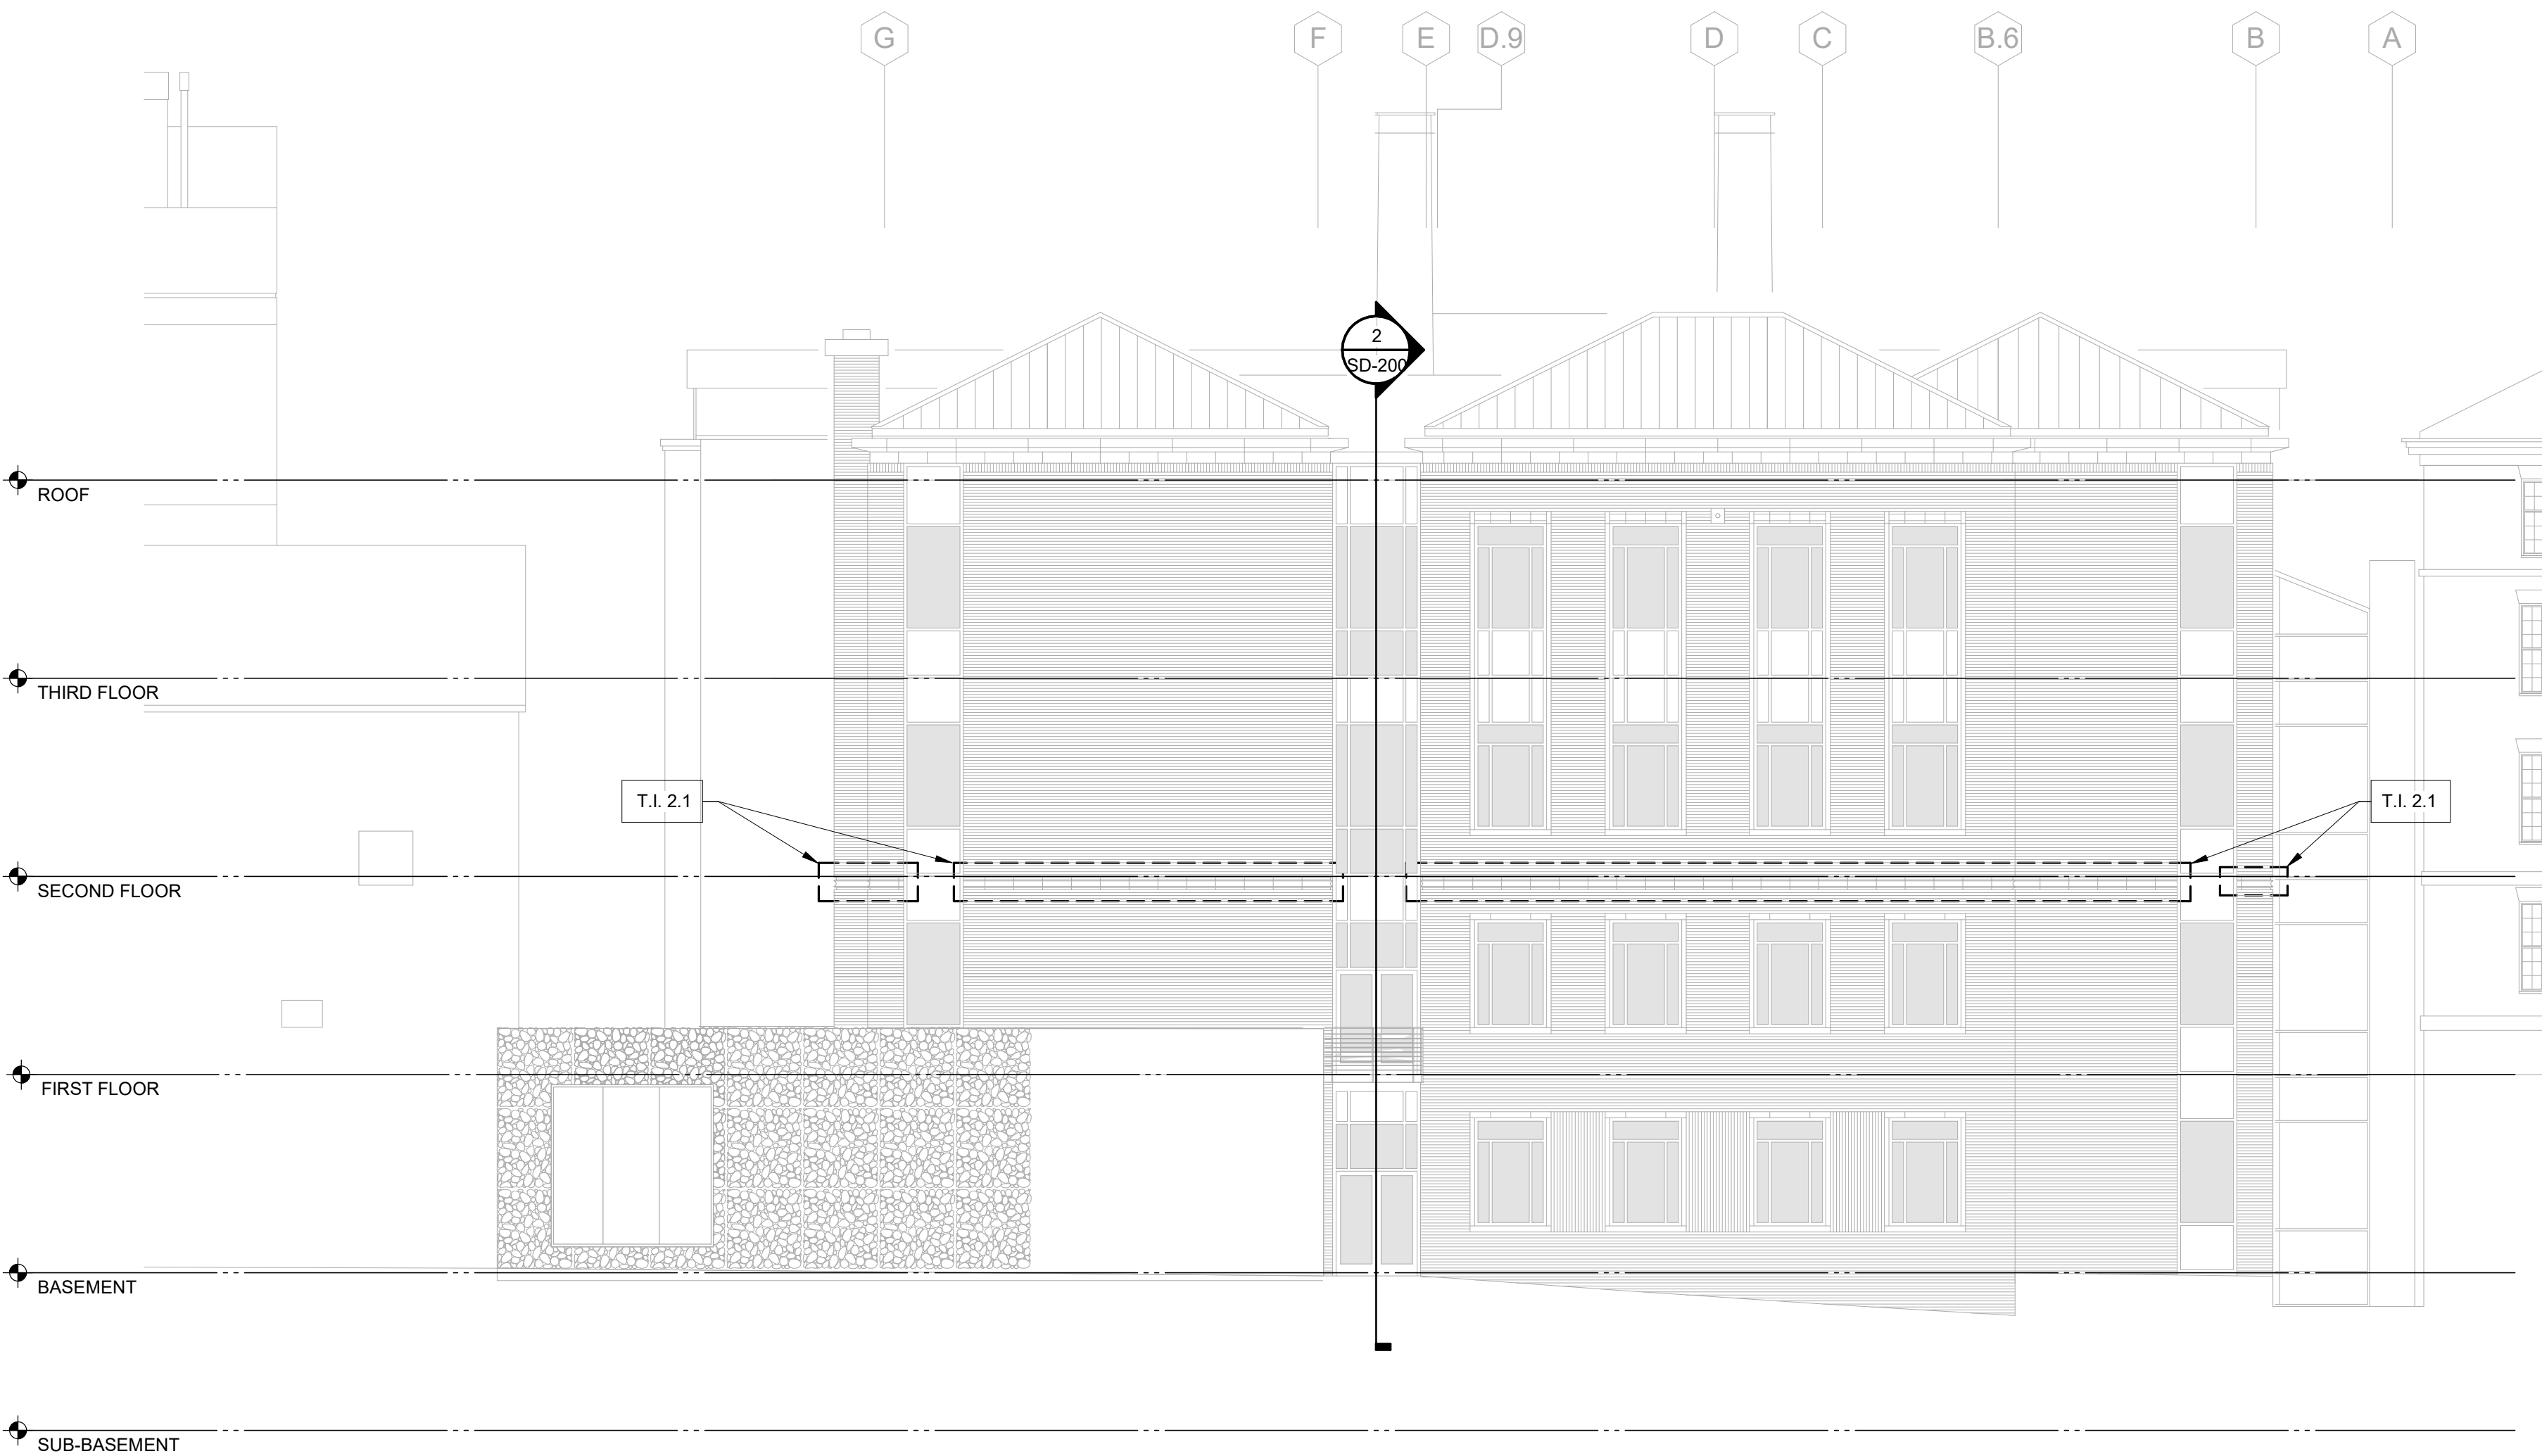 G
F
E
D.9
D
C
B.6
B
A
2
SD-200
ROOF
THIRD FLOOR
T.I. 2.1
T.I. 2.1
SECOND FLOOR
FIRST FLOOR
BASEMENT
SUB-BASEMENT